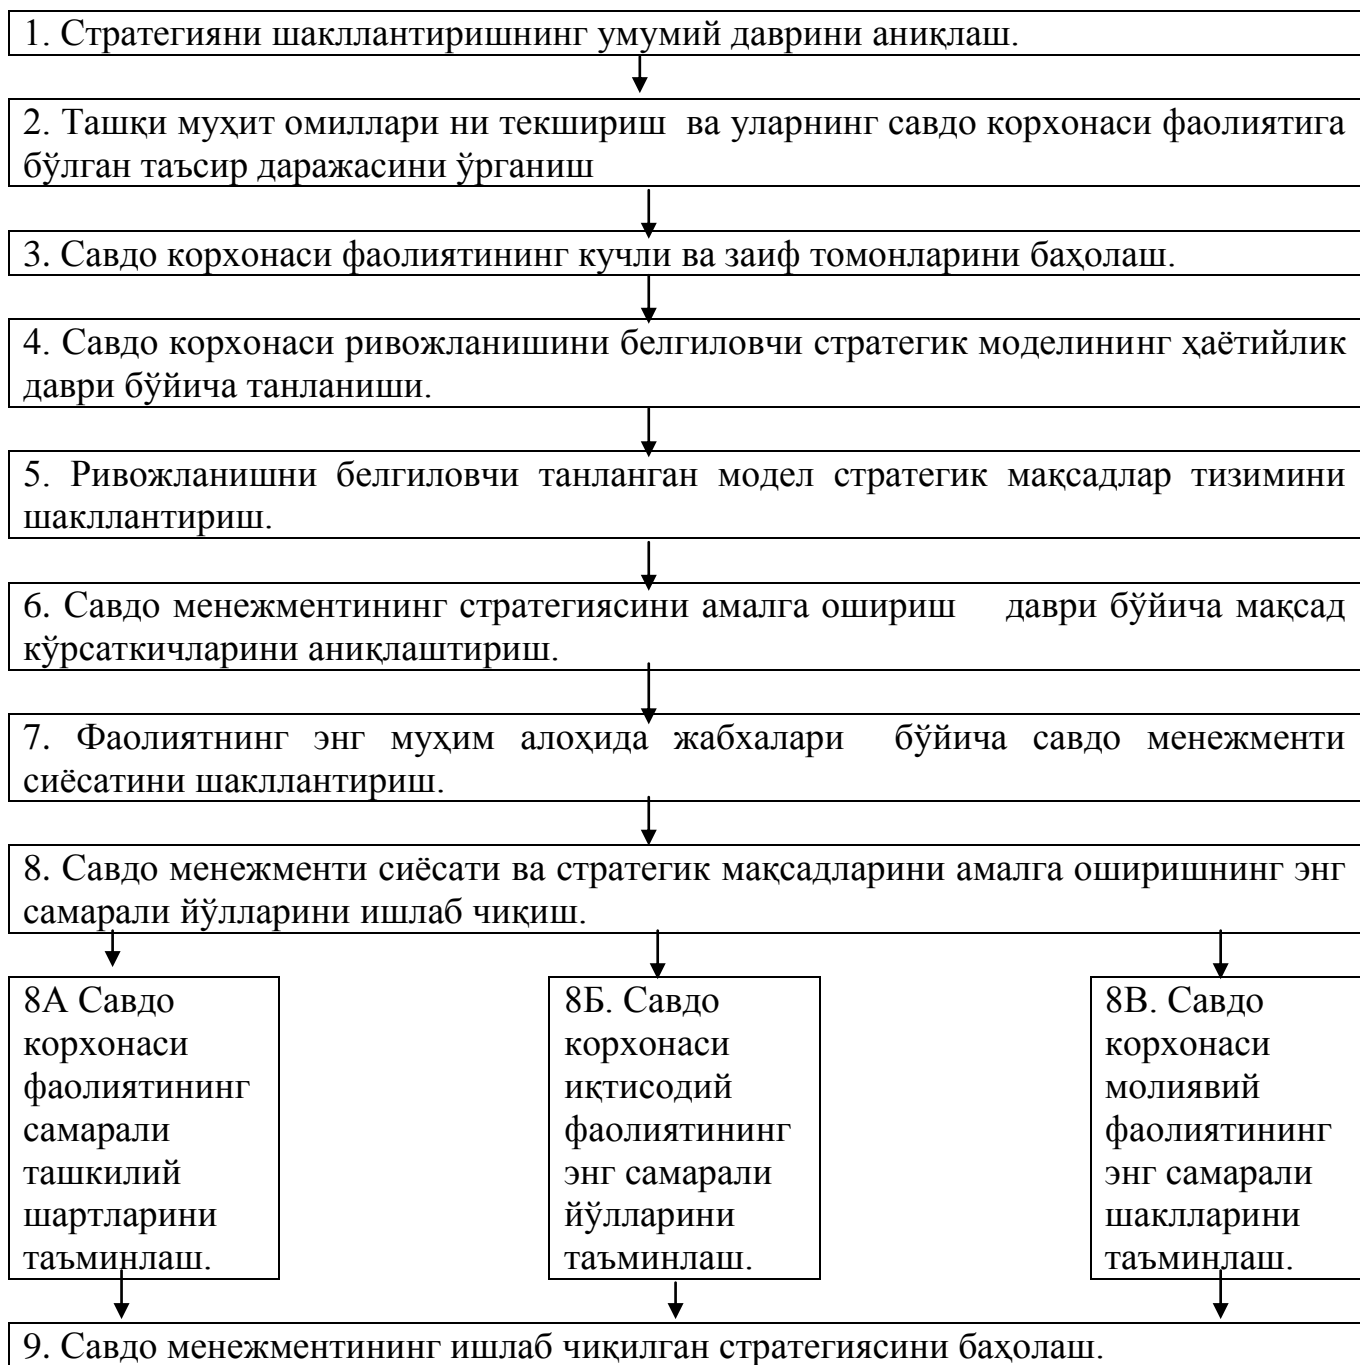 1. Стратегияни шакллантиришнинг умумий даврини аниқлаш.
2. Ташқи муҳит омиллари ни текшириш ва уларнинг савдо корхонаси фаолиятига
бўлган таъсир даражасини ўрганиш
3. Савдо корхонаси фаолиятининг кучли ва заиф томонларини баҳолаш.
4. Савдо корхонаси ривожланишини белгиловчи стратегик моделининг ҳаётийлик
даври бўйича танланиши.
5. Ривожланишни белгиловчи танланган модел стратегик мақсадлар тизимини
шакллантириш.
6. Савдо менежментининг стратегиясини амалга ошириш даври бўйича мақсад
кўрсаткичларини аниқлаштириш.
7. Фаолиятнинг энг муҳим алоҳида жабхалари бўйича савдо менежменти
сиёсатини шакллантириш.
8. Савдо менежменти сиёсати ва стратегик мақсадларини амалга оширишнинг энг
самарали йўлларини ишлаб чиқиш.
8А Савдо
корхонаси
фаолиятининг
самарали
ташкилий
шартларини
таъминлаш.
8Б. Савдо
корхонаси
иқтисодий
фаолиятининг
энг самарали
йўлларини
таъминлаш.
8В. Савдо
корхонаси
молиявий
фаолиятининг
энг самарали
шаклларини
таъминлаш.
9. Савдо менежментининг ишлаб чиқилган стратегиясини баҳолаш.